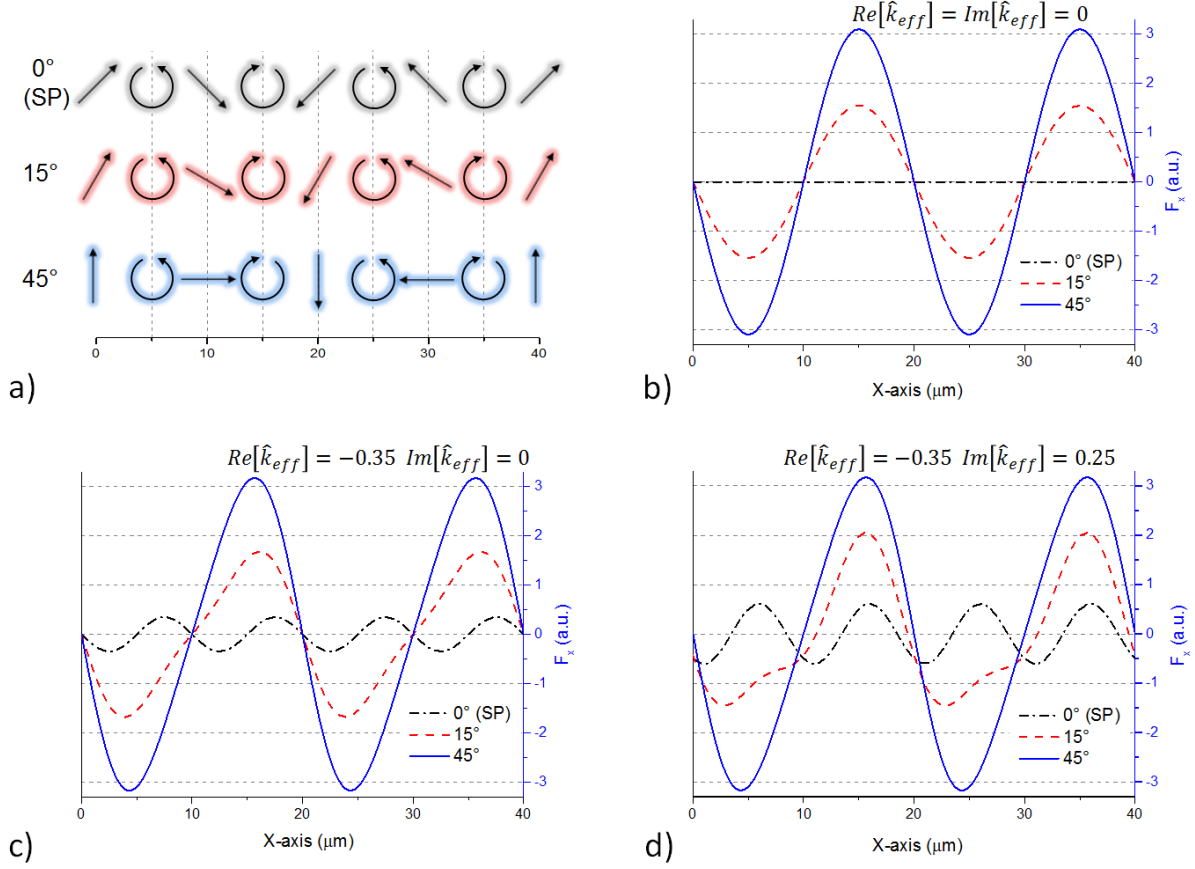 0°
(SP)
15°
45°
0 10 20 30 40
a)
Re[k̂eff] = Im[k̂eff] = 0
3
2
1
0
-1
-2
-3
Fx (a.u.)
0° (SP)
15°
45°
0 10 20 30 40
X-axis (μm)
b)
Re[k̂eff] = −0.35 Im[k̂eff] = 0
3
2
1
0
-1
-2
-3
Fx (a.u.)
0° (SP)
15°
45°
0 10 20 30 40
X-axis (μm)
c)
Re[k̂eff] = −0.35 Im[k̂eff] = 0.25
3
2
1
0
-1
-2
-3
Fx (a.u.)
0° (SP)
15°
45°
0 10 20 30 40
X-axis (μm)
d)